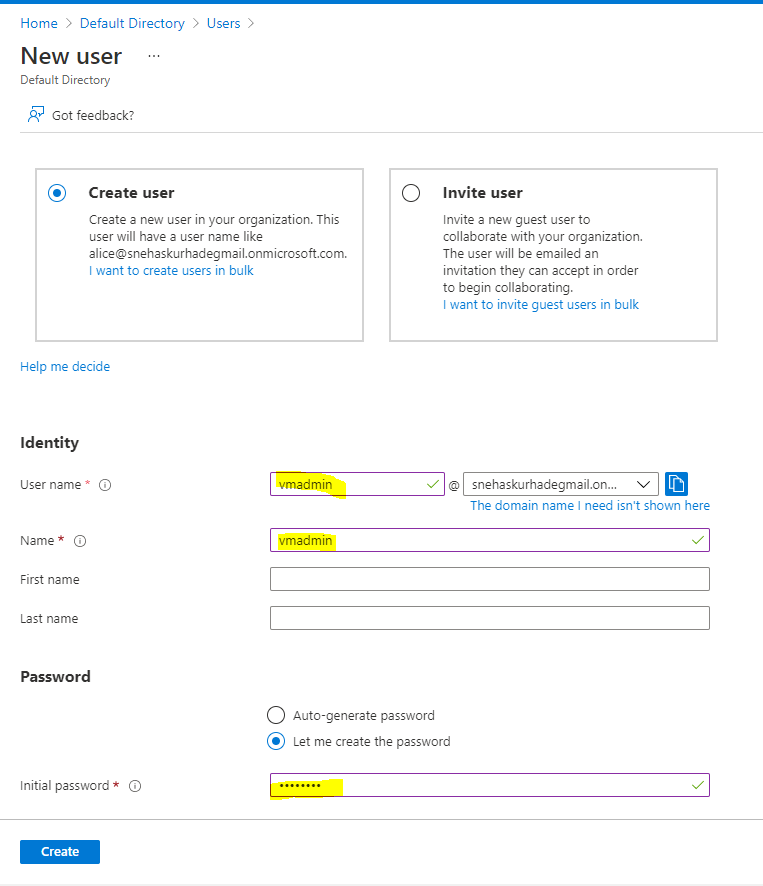 Home > Default Directory > Users >
New user ...
Default Directory
Got feedback?
Create user
Create a new user in your organization. This
user will have a user name like
alice@snehaskurhadegmail.onmicrosoft.com.
I want to create users in bulk
Invite user
Invite a new guest user to
collaborate with your organization.
The user will be emailed an
invitation they can accept in order
to begin collaborating.
I want to invite guest users in bulk
Help me decide
Identity
User name * vmadmin @ snehaskurhadegmail.on...
The domain name I need isn't shown here
Name * vmadmin
First name
Last name
Password
Auto-generate password
Let me create the password
Initial password * ••••••••
Create